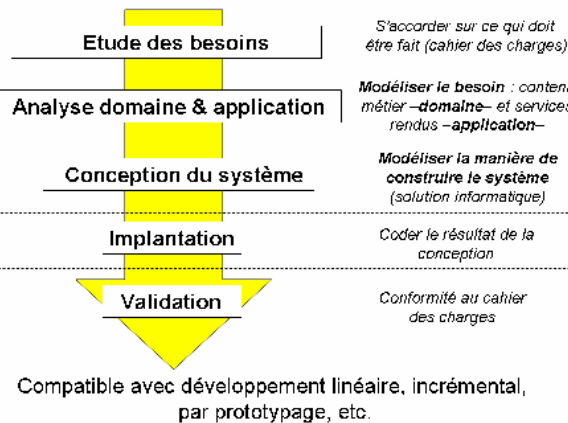 Etude des besoins
S'accorder sur ce qui doit
être fait (cahier des charges)
Analyse domaine & application
Modéliser le besoin : contenu
métier –domaine– et services
rendus –application–
Conception du système
Modéliser la manière de
construire le système
(solution informatique)
Implantation
Coder le résultat de la
conception
Validation
Conformité au cahier
des charges
Compatible avec développement linéaire, incrémental,
par prototypage, etc.